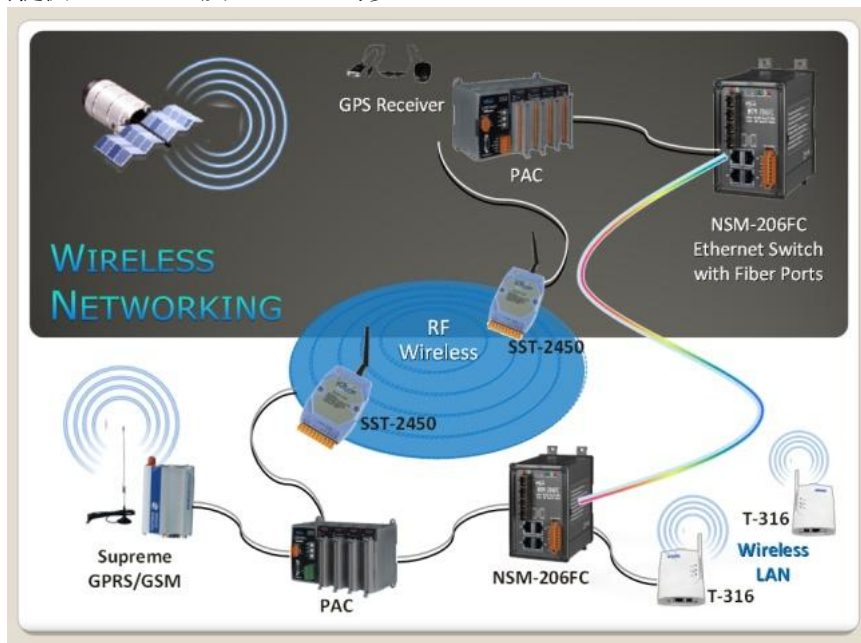 GPS Receiver
PAC
NSM-206FC
Ethernet Switch
with Fiber Ports
WIRELESS
NETWORKING
RF
Wireless
SST-2450
SST-2450
Supreme
GPRS/GSM
PAC
NSM-206FC
T-316
Wireless
LAN
T-316